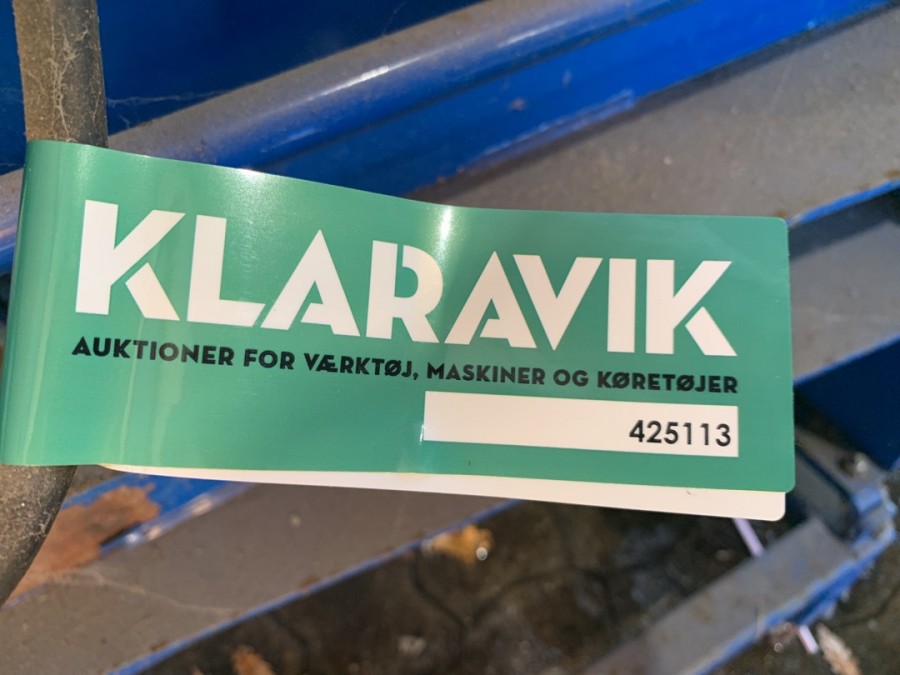 KLARAVIK
AUKTIONER FOR VÆRKTØJ, MASKINER OG KØRETØJER
425113